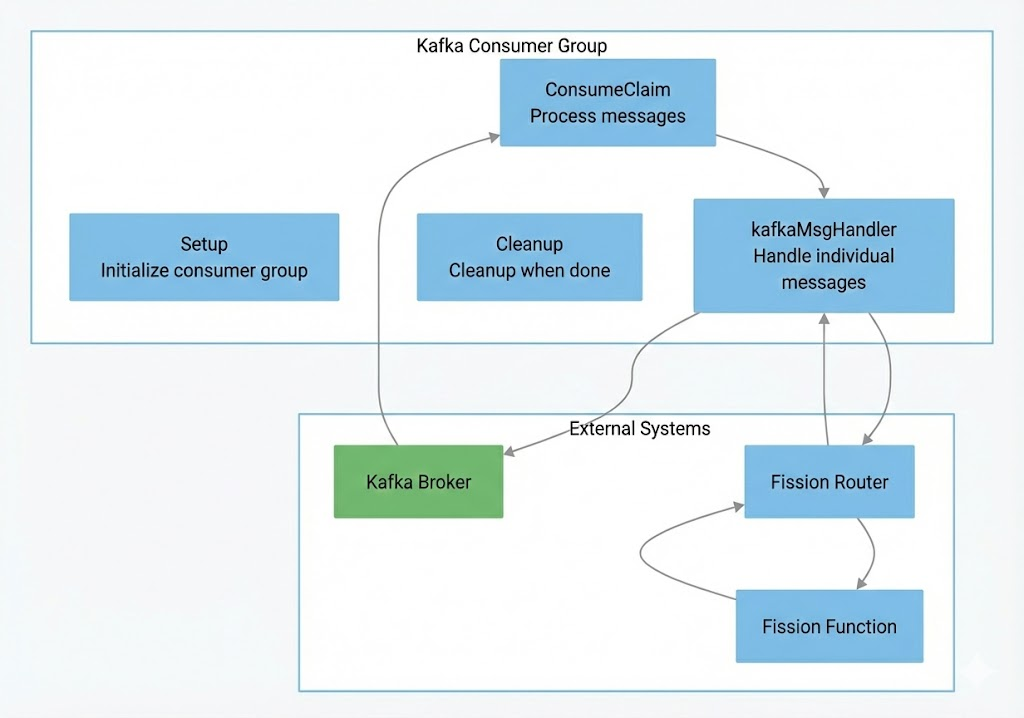 Kafka Consumer Group
ConsumeClaim
Process messages
Setup
Initialize consumer group
Cleanup
Cleanup when done
kafkaMsgHandler
Handle individual
messages
External Systems
Kafka Broker
Fission Router
Fission Function